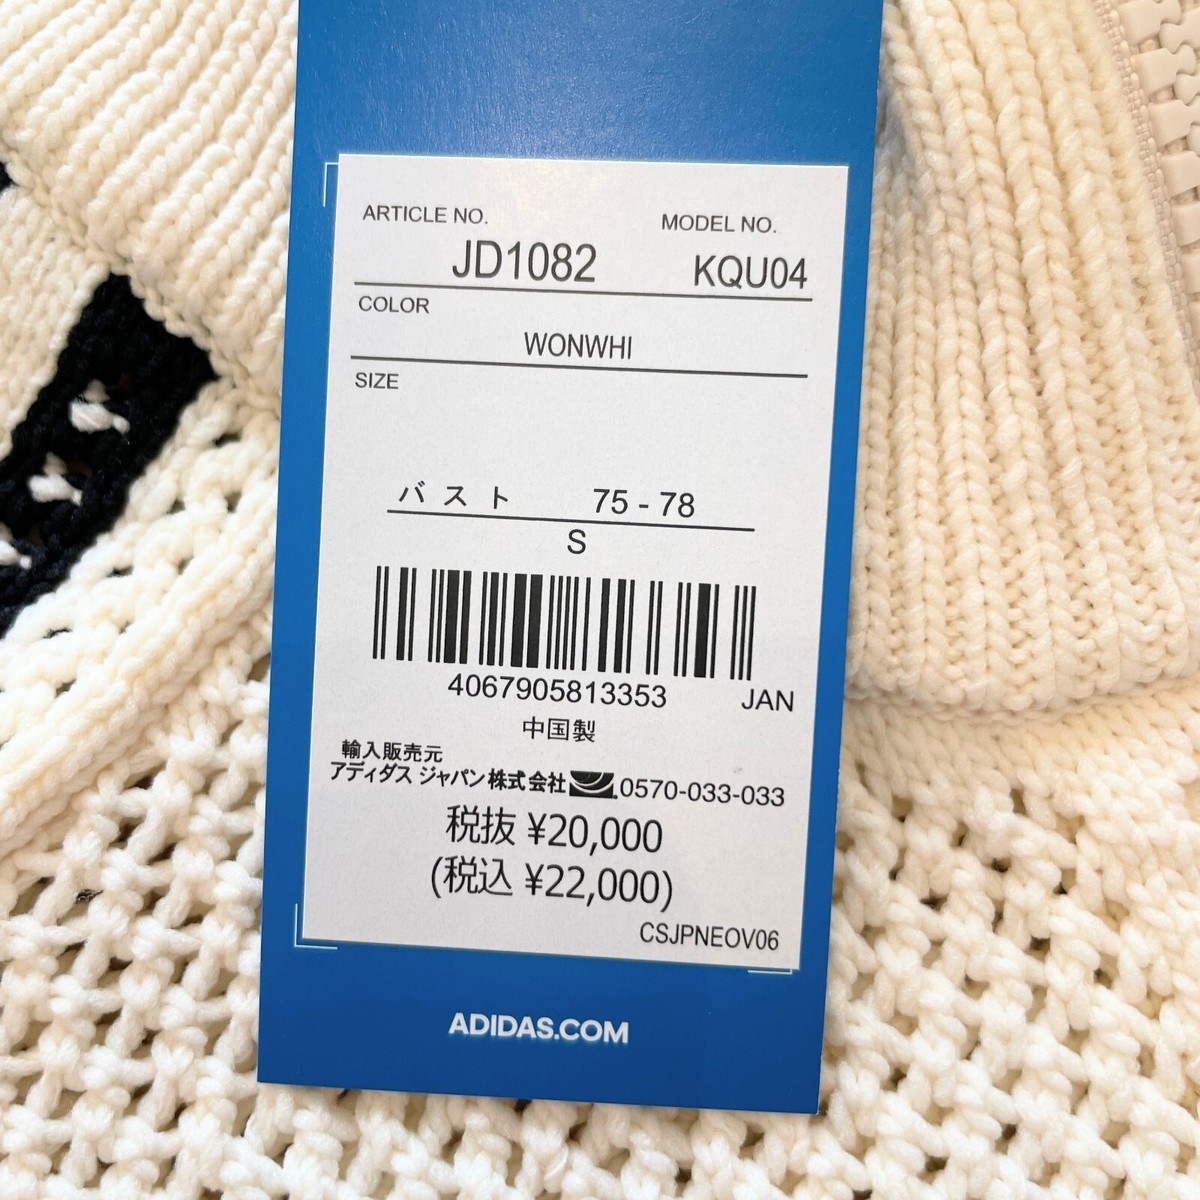 ARTICLE NO. MODEL NO.
JD1082 KQU04
COLOR
WONWHI
SIZE
バスト 75 - 78
S
4067905813353 JAN
中国製
輸入販売元
アディダス ジャパン株式会社 0570-033-033
税抜 ¥20,000
(税込 ¥22,000)
CSJPNEOV06
ADIDAS.COM